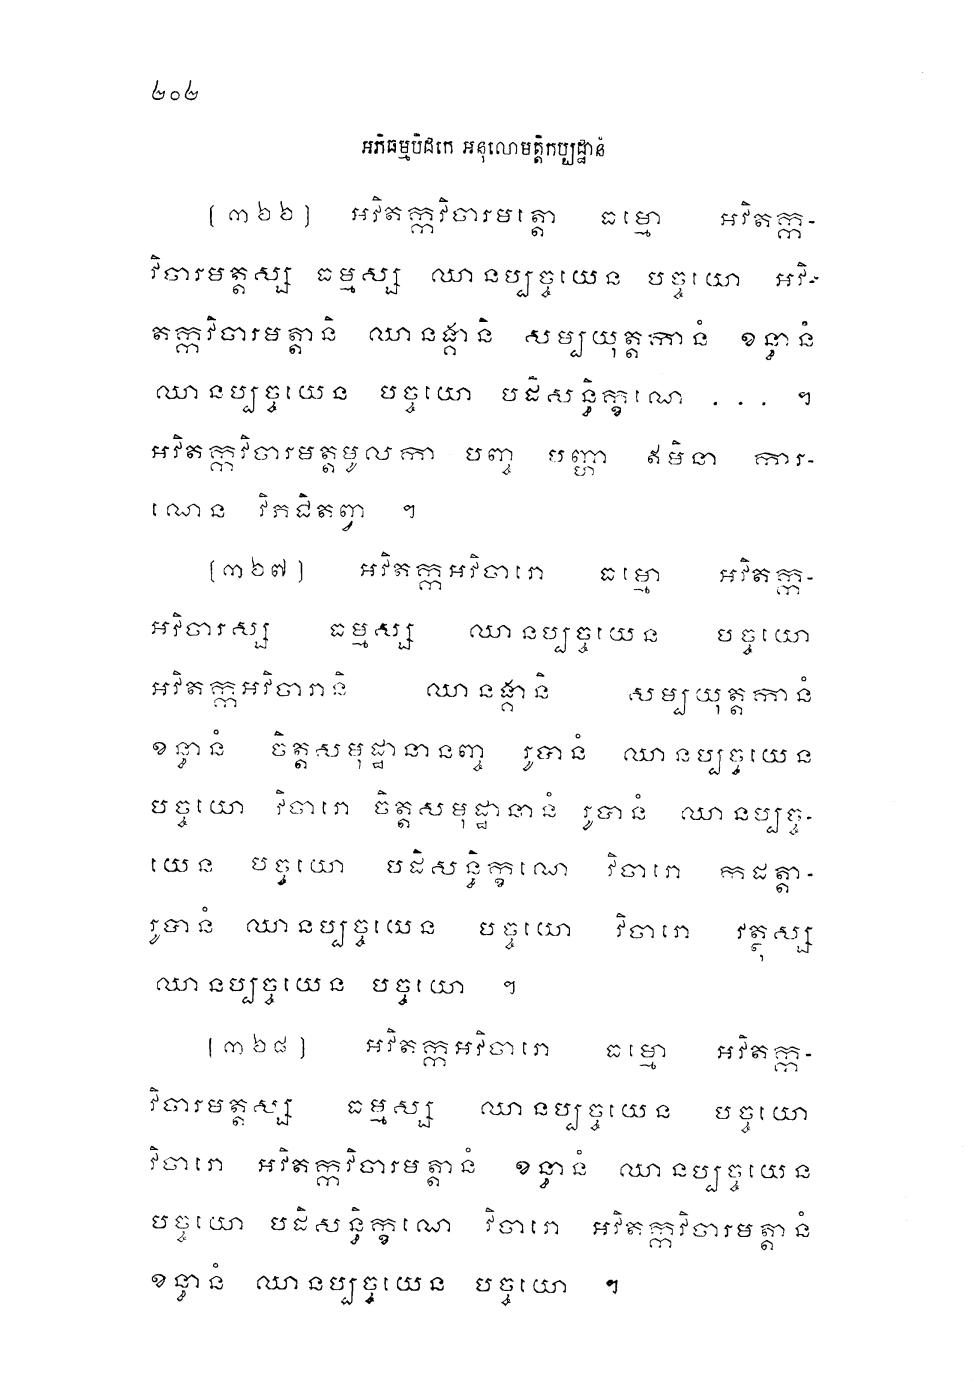 ២០២
អភិធម្មបិដកេ អនុលោមត្តិកប្បដ្ឋានំ
[៣២៦] អវិតក្កវិចារមត្តោ ធម្មោ អវិតក្ក-
វិចារមត្តស្ស ធម្មស្ស ឈានប្បច្ចយេន បច្ចយោ អវិ-
តក្កវិចារមត្តានិ ឈានង្គានិ សម្បយុត្តកានំ ខន្ធានំ
ឈានប្បច្ចយេន បច្ចយោ បដិសន្ធិក្ខណេ ... ។
អវិតក្កវិចារមត្តមូលកា បញ្ច បញ្ហា ឥមិនា ការ-
ណេន វិភជិតព្វា ។
[៣២៧] អវិតក្កអវិចារោ ធម្មោ អវិតក្ក-
អវិចារស្ស ធម្មស្ស ឈានប្បច្ចយេន បច្ចយោ
អវិតក្កអវិចារានិ ឈានង្គានិ សម្បយុត្តកានំ
ខន្ធានំ ចិត្តសមុដ្ឋានានញ្ច រូបានំ ឈានប្បច្ចយេន
បច្ចយោ វិចារោ ចិត្តសមុដ្ឋានានំ រូបានំ ឈានប្បច្ច-
យេន បច្ចយោ បដិសន្ធិក្ខណេ វិចារោ កដត្តា-
រូបានំ ឈានប្បច្ចយេន បច្ចយោ វិចារោ វត្ថុស្ស
ឈានប្បច្ចយេន បច្ចយោ ។
[៣២៨] អវិតក្កអវិចារោ ធម្មោ អវិតក្ក-
វិចារមត្តស្ស ធម្មស្ស ឈានប្បច្ចយេន បច្ចយោ
វិចារោ អវិតក្កវិចារមត្តានំ ខន្ធានំ ឈានប្បច្ចយេន
បច្ចយោ បដិសន្ធិក្ខណេ វិចារោ អវិតក្កវិចារមត្តានំ
ខន្ធានំ ឈានប្បច្ចយេន បច្ចយោ ។